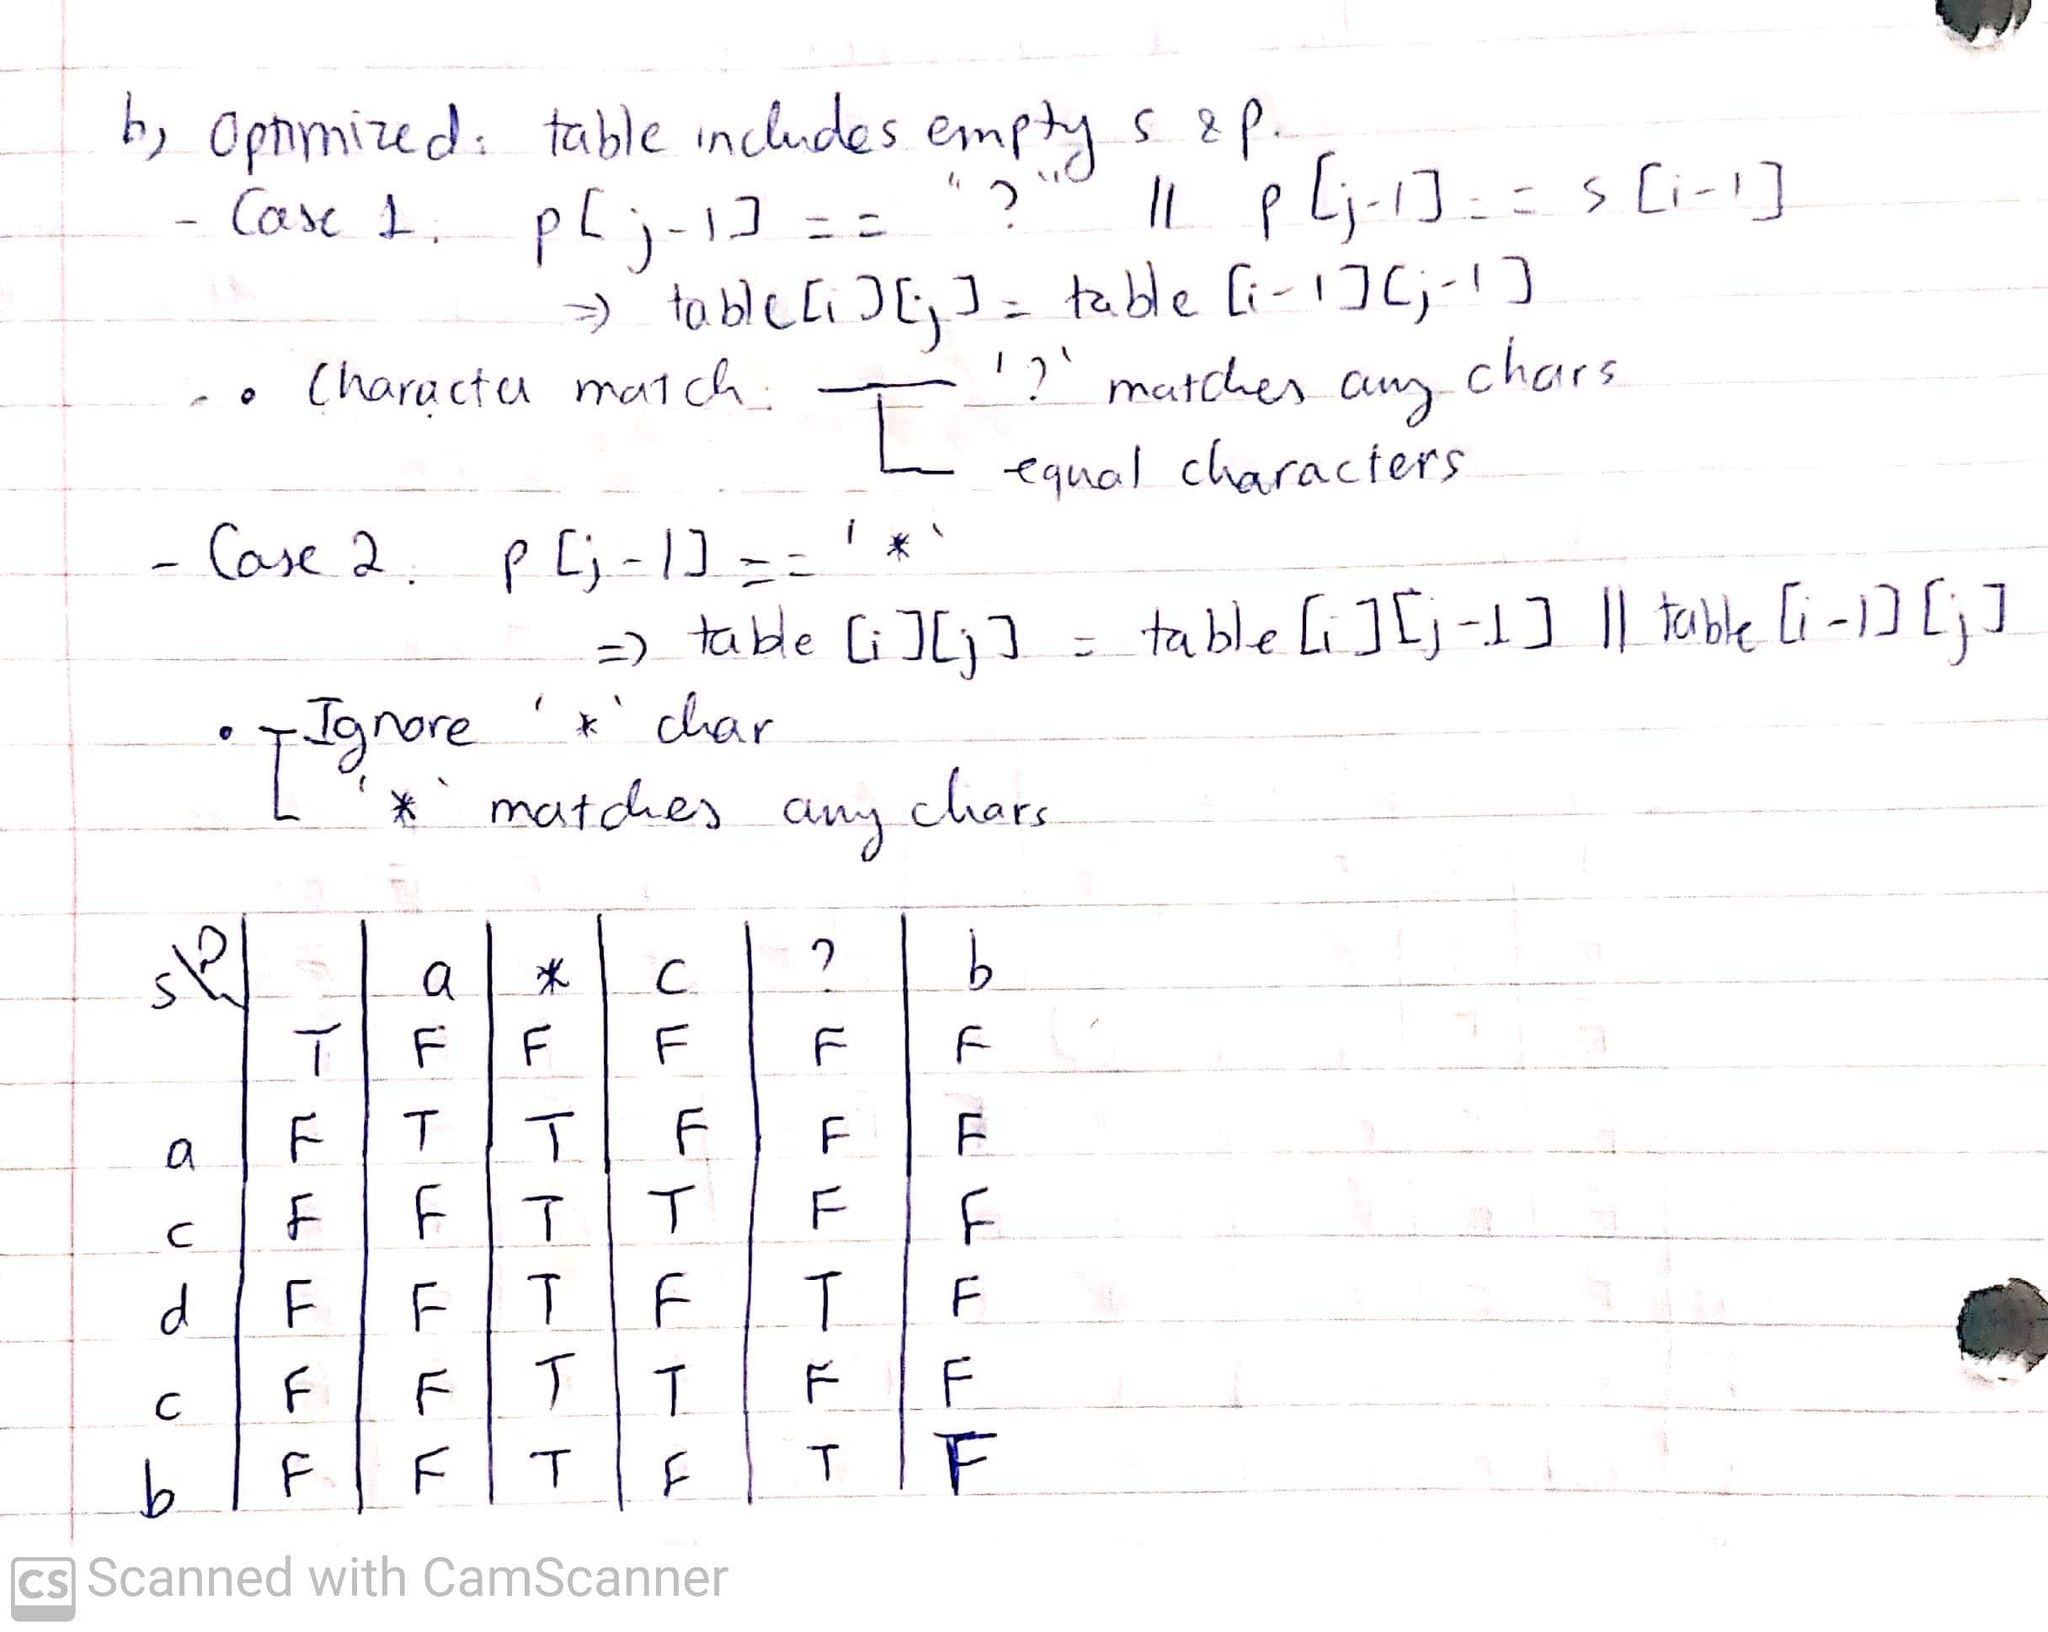 b, Optimized: table includes empty s & p.
- Case 1. p[j-1] == "?" || p[j-1] == s[i-1]
=> table[i][j] = table[i-1][j-1]
• Character match: '?' matches any chars
equal characters
- Case 2. p[j-1] == '*'
=> table[i][j] = table[i][j-1] || table[i-1][j]
• Ignore '*' char
'*' matches any chars
s\p a * c ? b
T F F F F F
a F T T F F F
c F F T T F F
d F F T F T F
c F F T T F F
b F F T F T F
CS Scanned with CamScanner